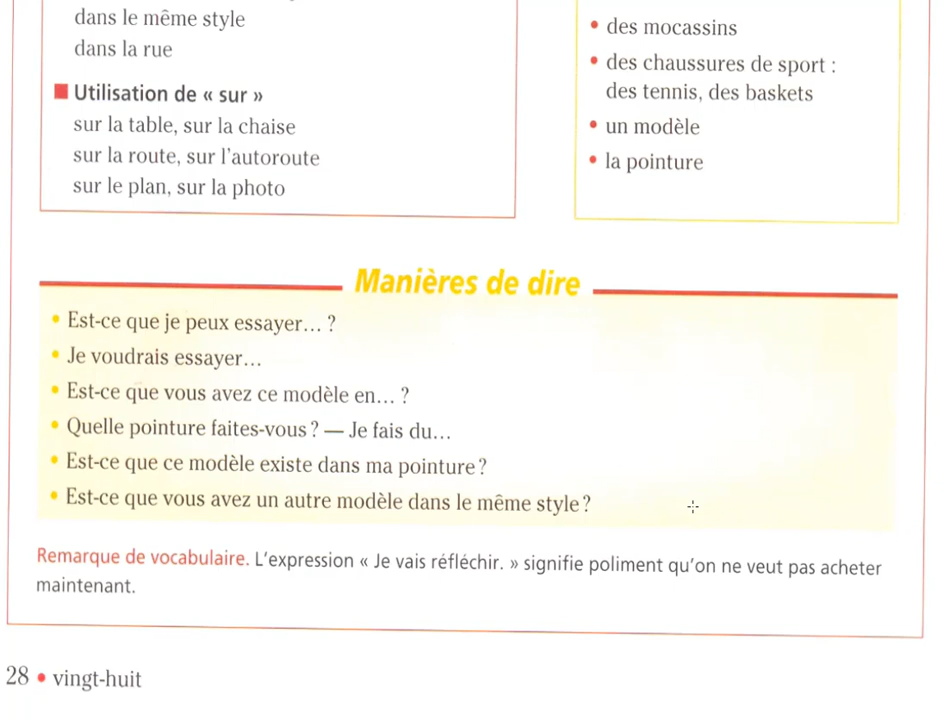 dans le même style
dans la rue
■ Utilisation de « sur »
sur la table, sur la chaise
sur la route, sur l'autoroute
sur le plan, sur la photo
• des mocassins
• des chaussures de sport :
des tennis, des baskets
• un modèle
• la pointure
Manières de dire
• Est-ce que je peux essayer... ?
• Je voudrais essayer...
• Est-ce que vous avez ce modèle en... ?
• Quelle pointure faites-vous ? — Je fais du...
• Est-ce que ce modèle existe dans ma pointure ?
• Est-ce que vous avez un autre modèle dans le même style ?
Remarque de vocabulaire. L'expression « Je vais réfléchir. » signifie poliment qu'on ne veut pas acheter
maintenant.
28 • vingt-huit